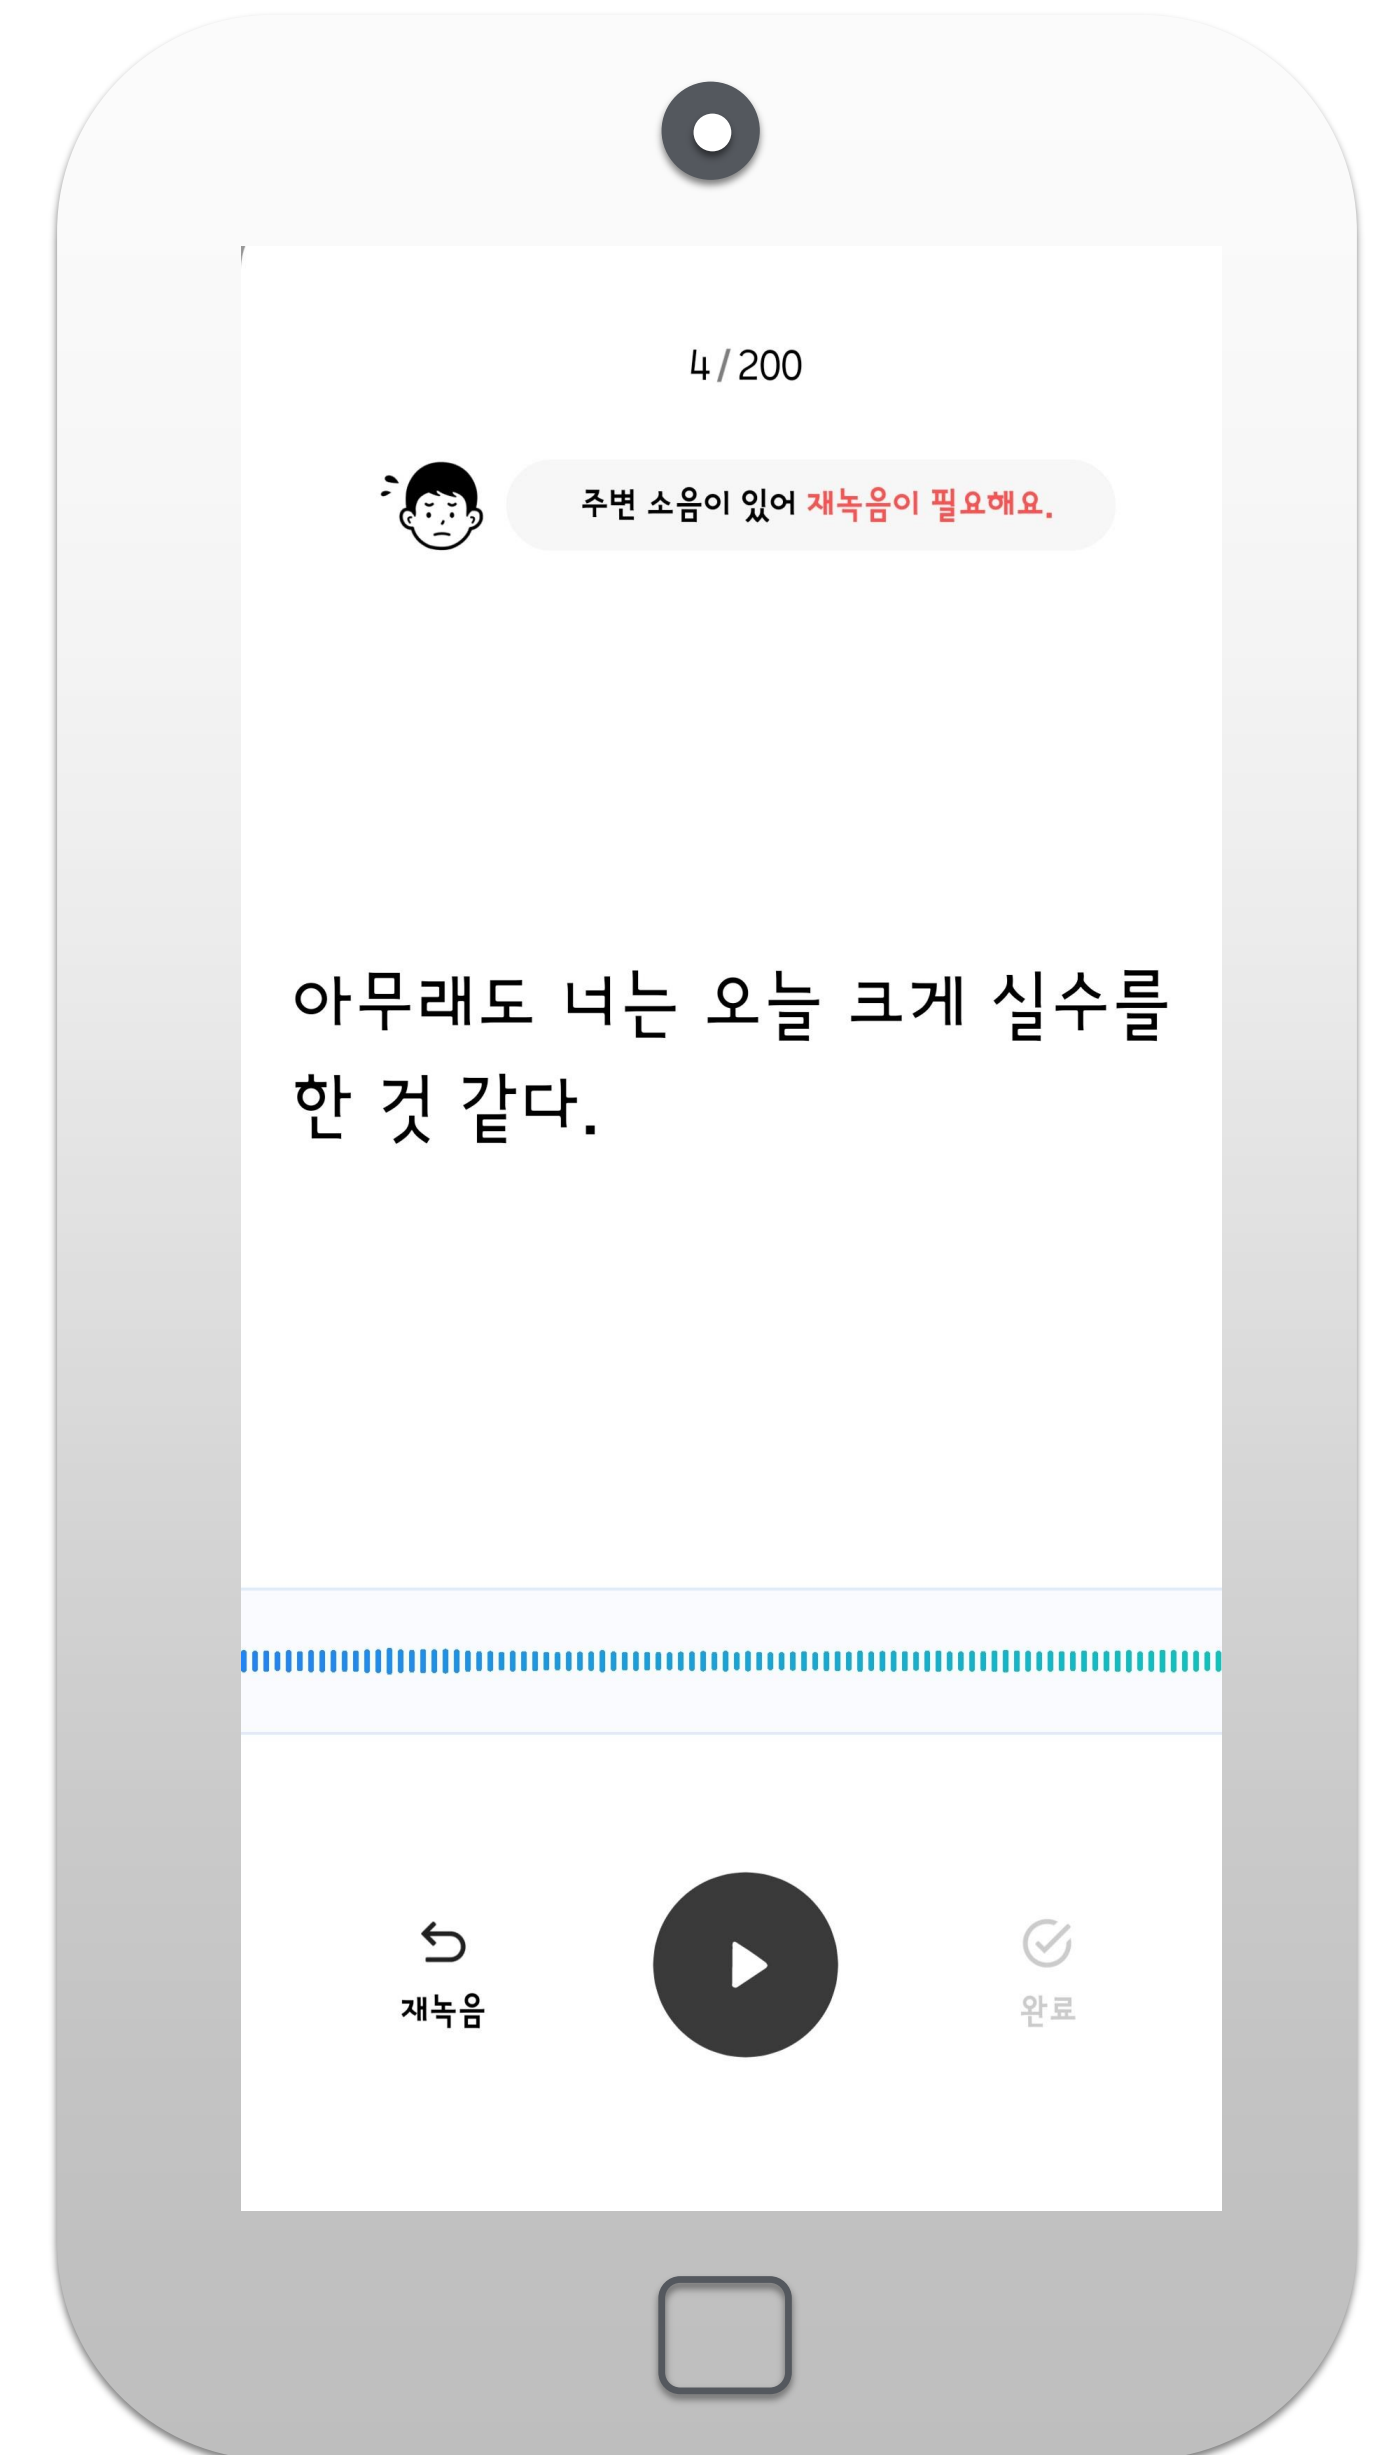 4/200
주변 소음이 있어 재녹음이 필요해요.
아무래도 너는 오늘 크게 실수를
한 것 같다.
재녹음
완료